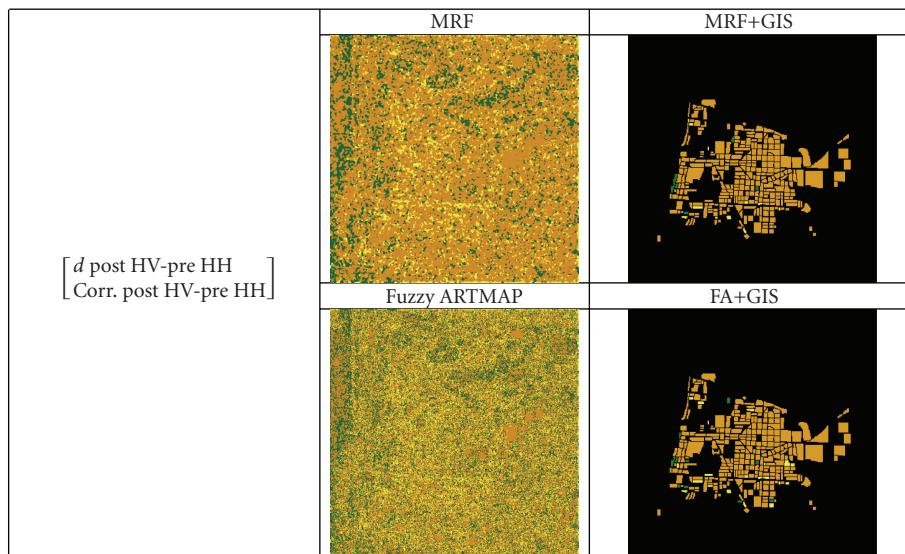 MRF
MRF+GIS
d post HV-pre HH
Corr. post HV-pre HH
Fuzzy ARTMAP
FA+GIS